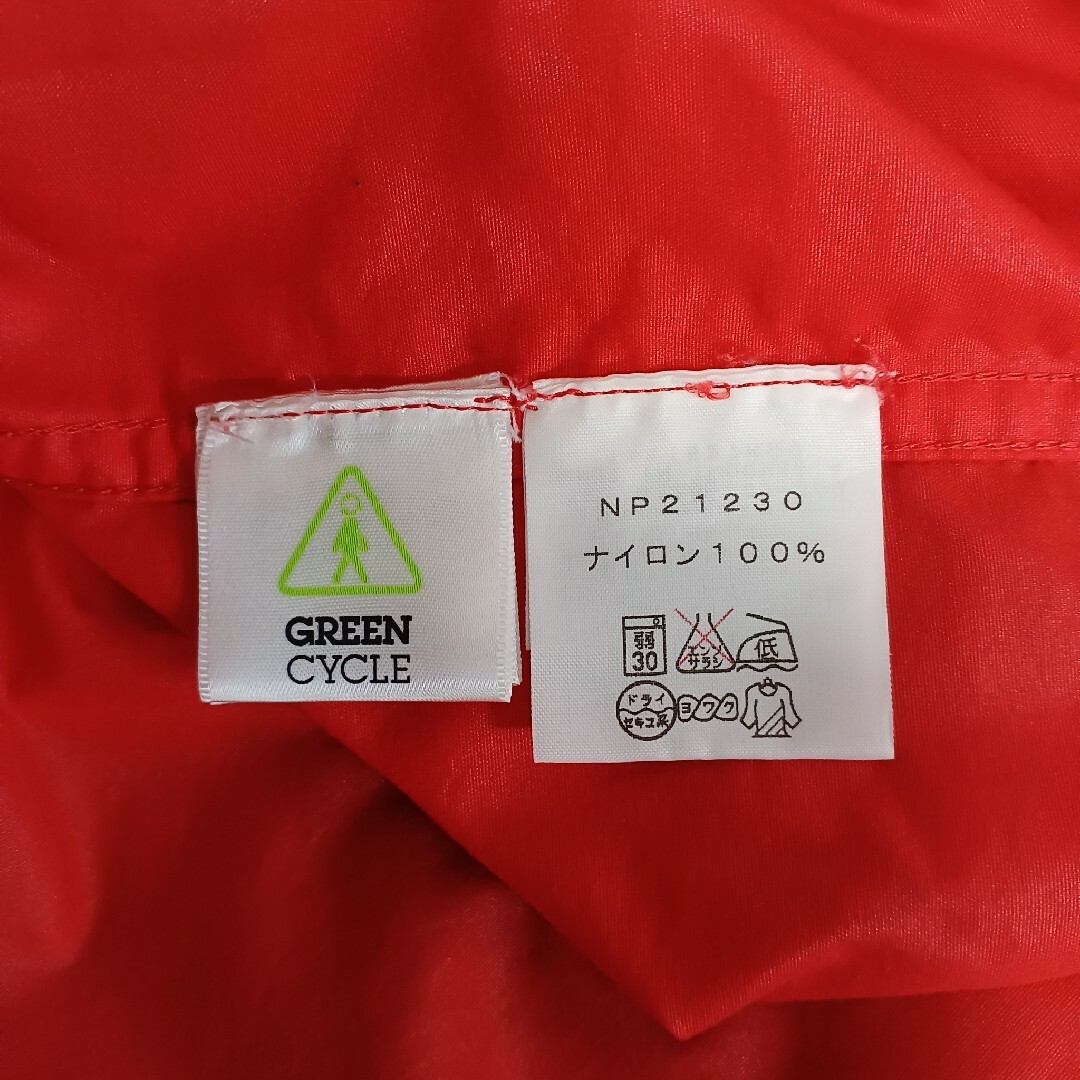 GREEN
CYCLE
NP21230
ナイロン100%
弱
30
エンソ
サラシ
低
ドライ
セキユ系
ヨワク